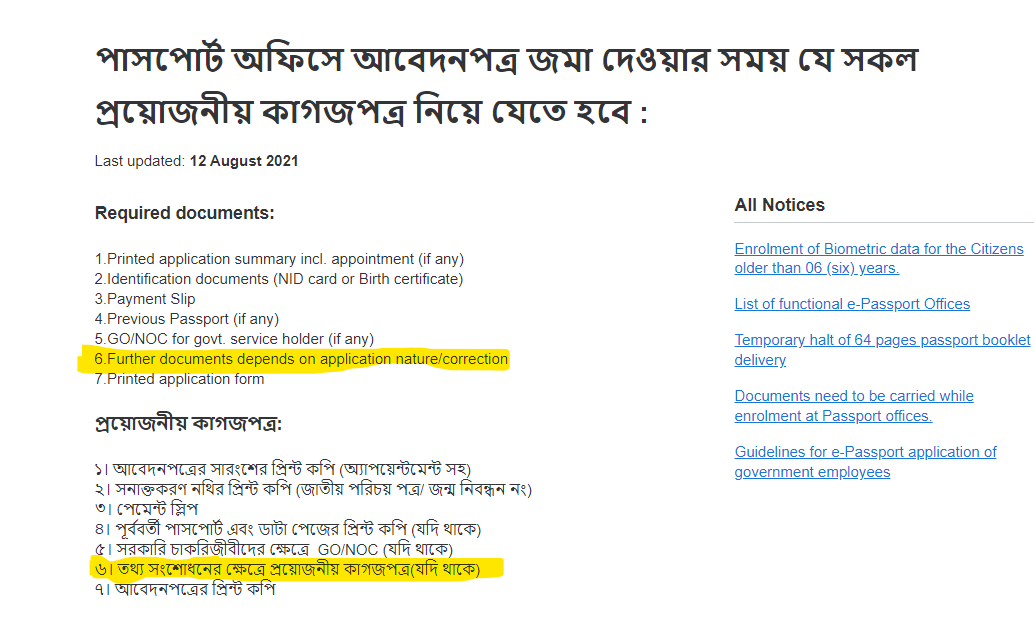 পাসপোর্ট অফিসে আবেদনপত্র জমা দেওয়ার সময় যে সকল
প্রয়োজনীয় কাগজপত্র নিয়ে যেতে হবে :
Last updated: 12 August 2021
Required documents:
1.Printed application summary incl. appointment (if any)
2.Identification documents (NID card or Birth certificate)
3.Payment Slip
4.Previous Passport (if any)
5.GO/NOC for govt. service holder (if any)
6.Further documents depends on application nature/correction
7.Printed application form
প্রয়োজনীয় কাগজপত্র:
১। আবেদনপত্রের সারংশের প্রিন্ট কপি (অ্যাপয়েন্টমেন্ট সহ)
২। সনাক্তকরণ নথির প্রিন্ট কপি (জাতীয় পরিচয় পত্র/ জন্ম নিবন্ধন নং)
৩। পেমেন্ট স্লিপ
৪। পূর্ববর্তী পাসপোর্ট এবং ডাটা পেজের প্রিন্ট কপি (যদি থাকে)
৫। সরকারি চাকরিজীবীদের ক্ষেত্রে GO/NOC (যদি থাকে)
৬। তথ্য সংশোধনের ক্ষেত্রে প্রয়োজনীয় কাগজপত্র(যদি থাকে)
৭। আবেদনপত্রের প্রিন্ট কপি
All Notices
Enrolment of Biometric data for the Citizens
older than 06 (six) years.
List of functional e-Passport Offices
Temporary halt of 64 pages passport booklet
delivery
Documents need to be carried while
enrolment at Passport offices.
Guidelines for e-Passport application of
government employees